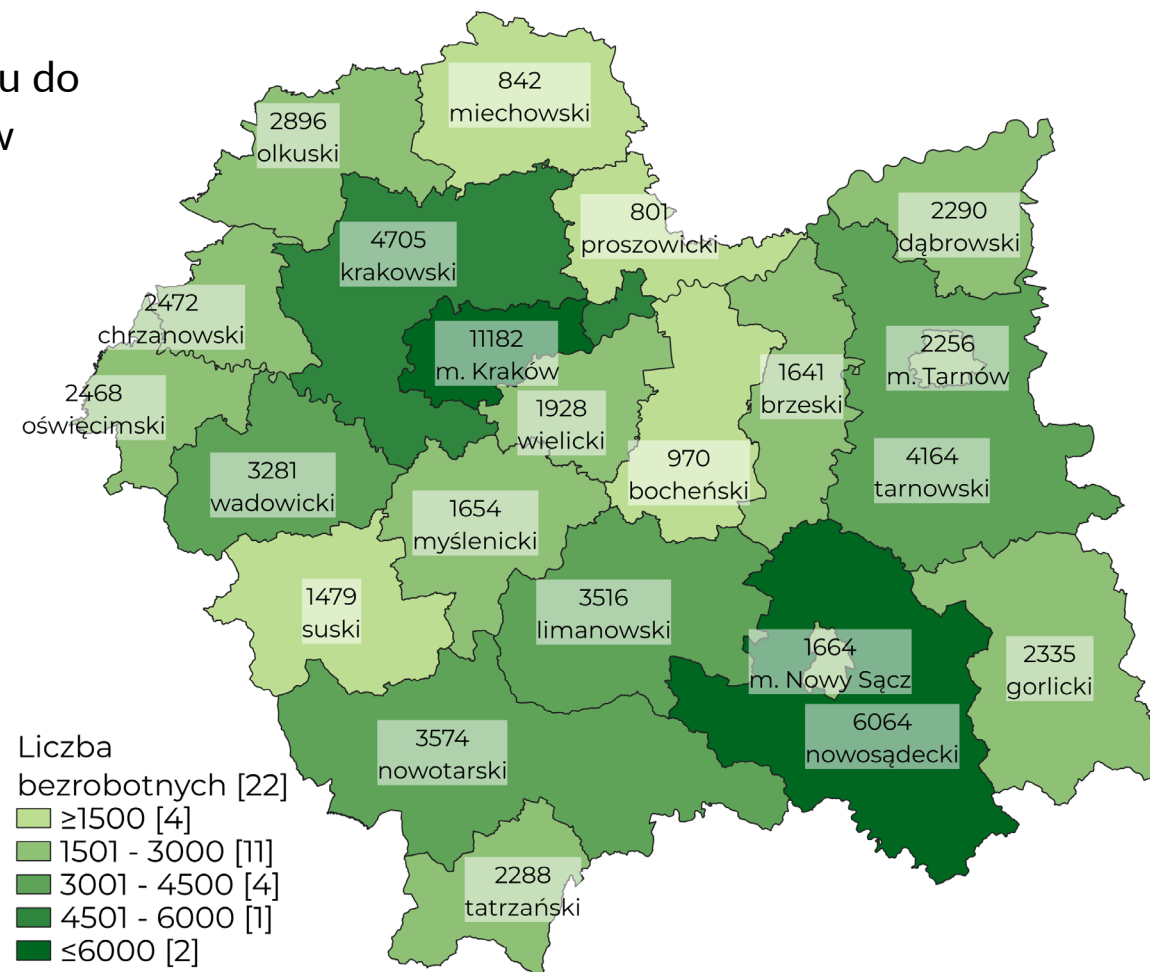 u do
w
842
miechowski
2896
olkuski
801
proszowicki
2290
dąbrowski
4705
krakowski
2472
chrzanowski
11182
m. Kraków
2256
m. Tarnów
1641
brzeski
2468
oświęcimski
1928
wielicki
970
bocheński
4164
tarnowski
3281
wadowicki
1654
myślenicki
1479
suski
3516
limanowski
1664
m. Nowy Sącz
2335
gorlicki
6064
nowosądecki
3574
nowotarski
2288
tatrzański
Liczba
bezrobotnych [22]
≥1500 [4]
1501 - 3000 [11]
3001 - 4500 [4]
4501 - 6000 [1]
≤6000 [2]